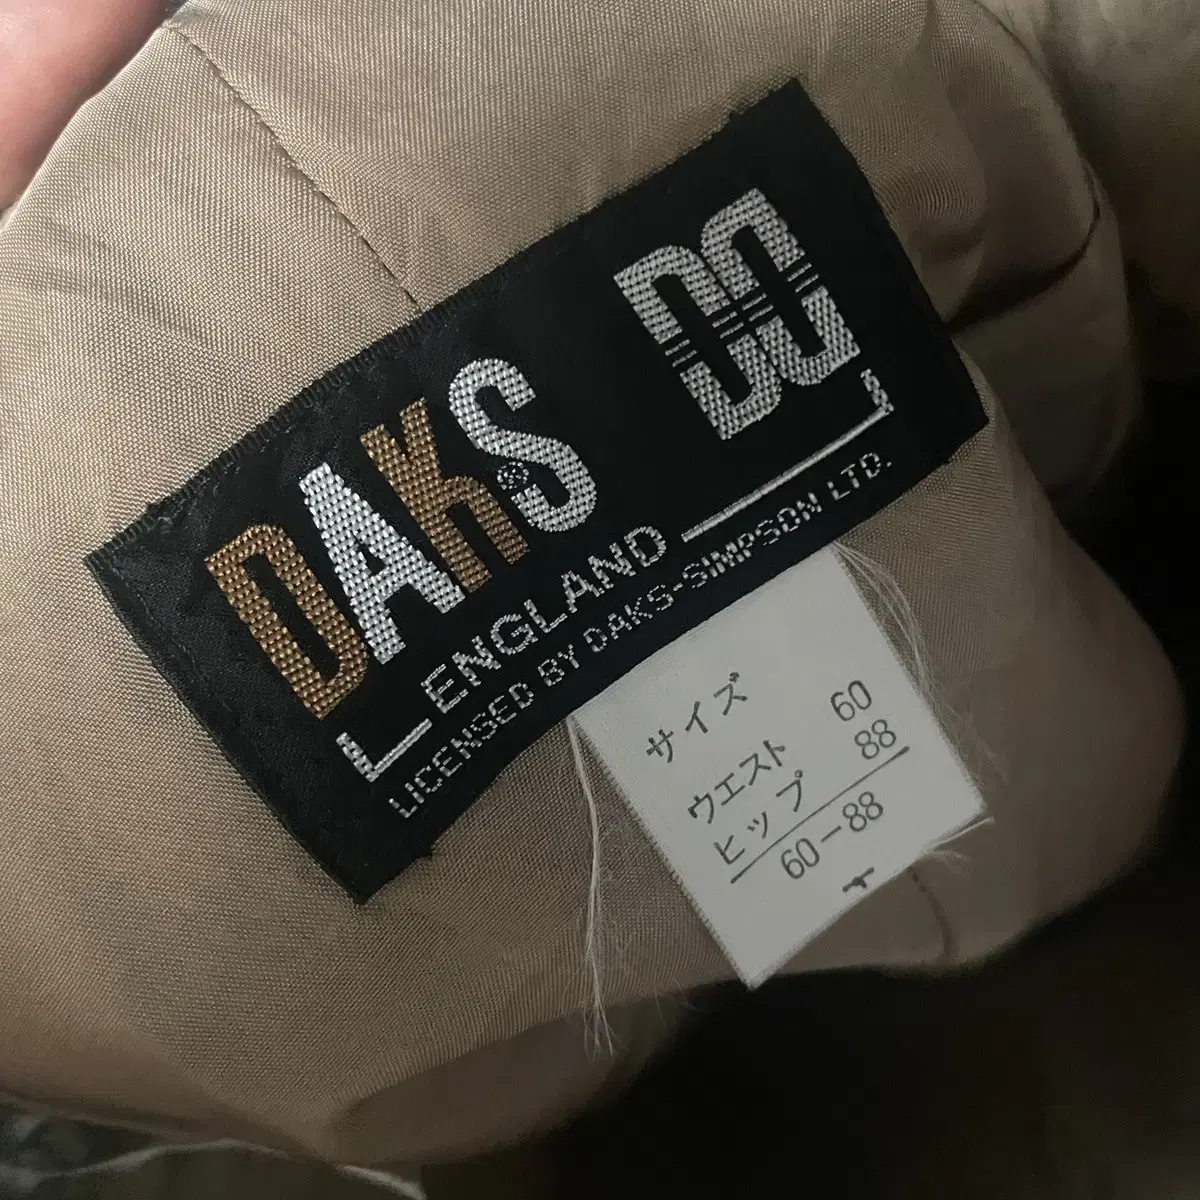 DAKS®
DD
ENGLAND
LICENSED BY DAKS-SIMPSON LTD.
サイズ
ウエスト 60
ヒップ 88
60-88